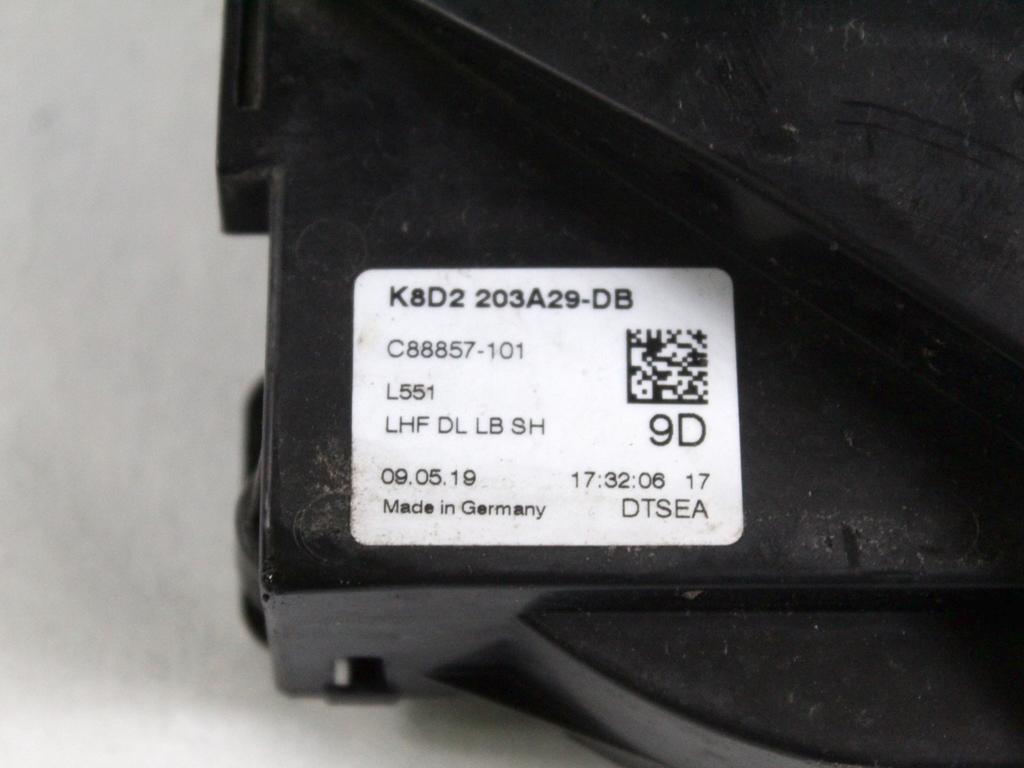 K8D2 203A29-DB
C88857-101
L551
LHF DL LB SH
9D
09.05.19 17:32:06 17
Made in Germany DTSEA